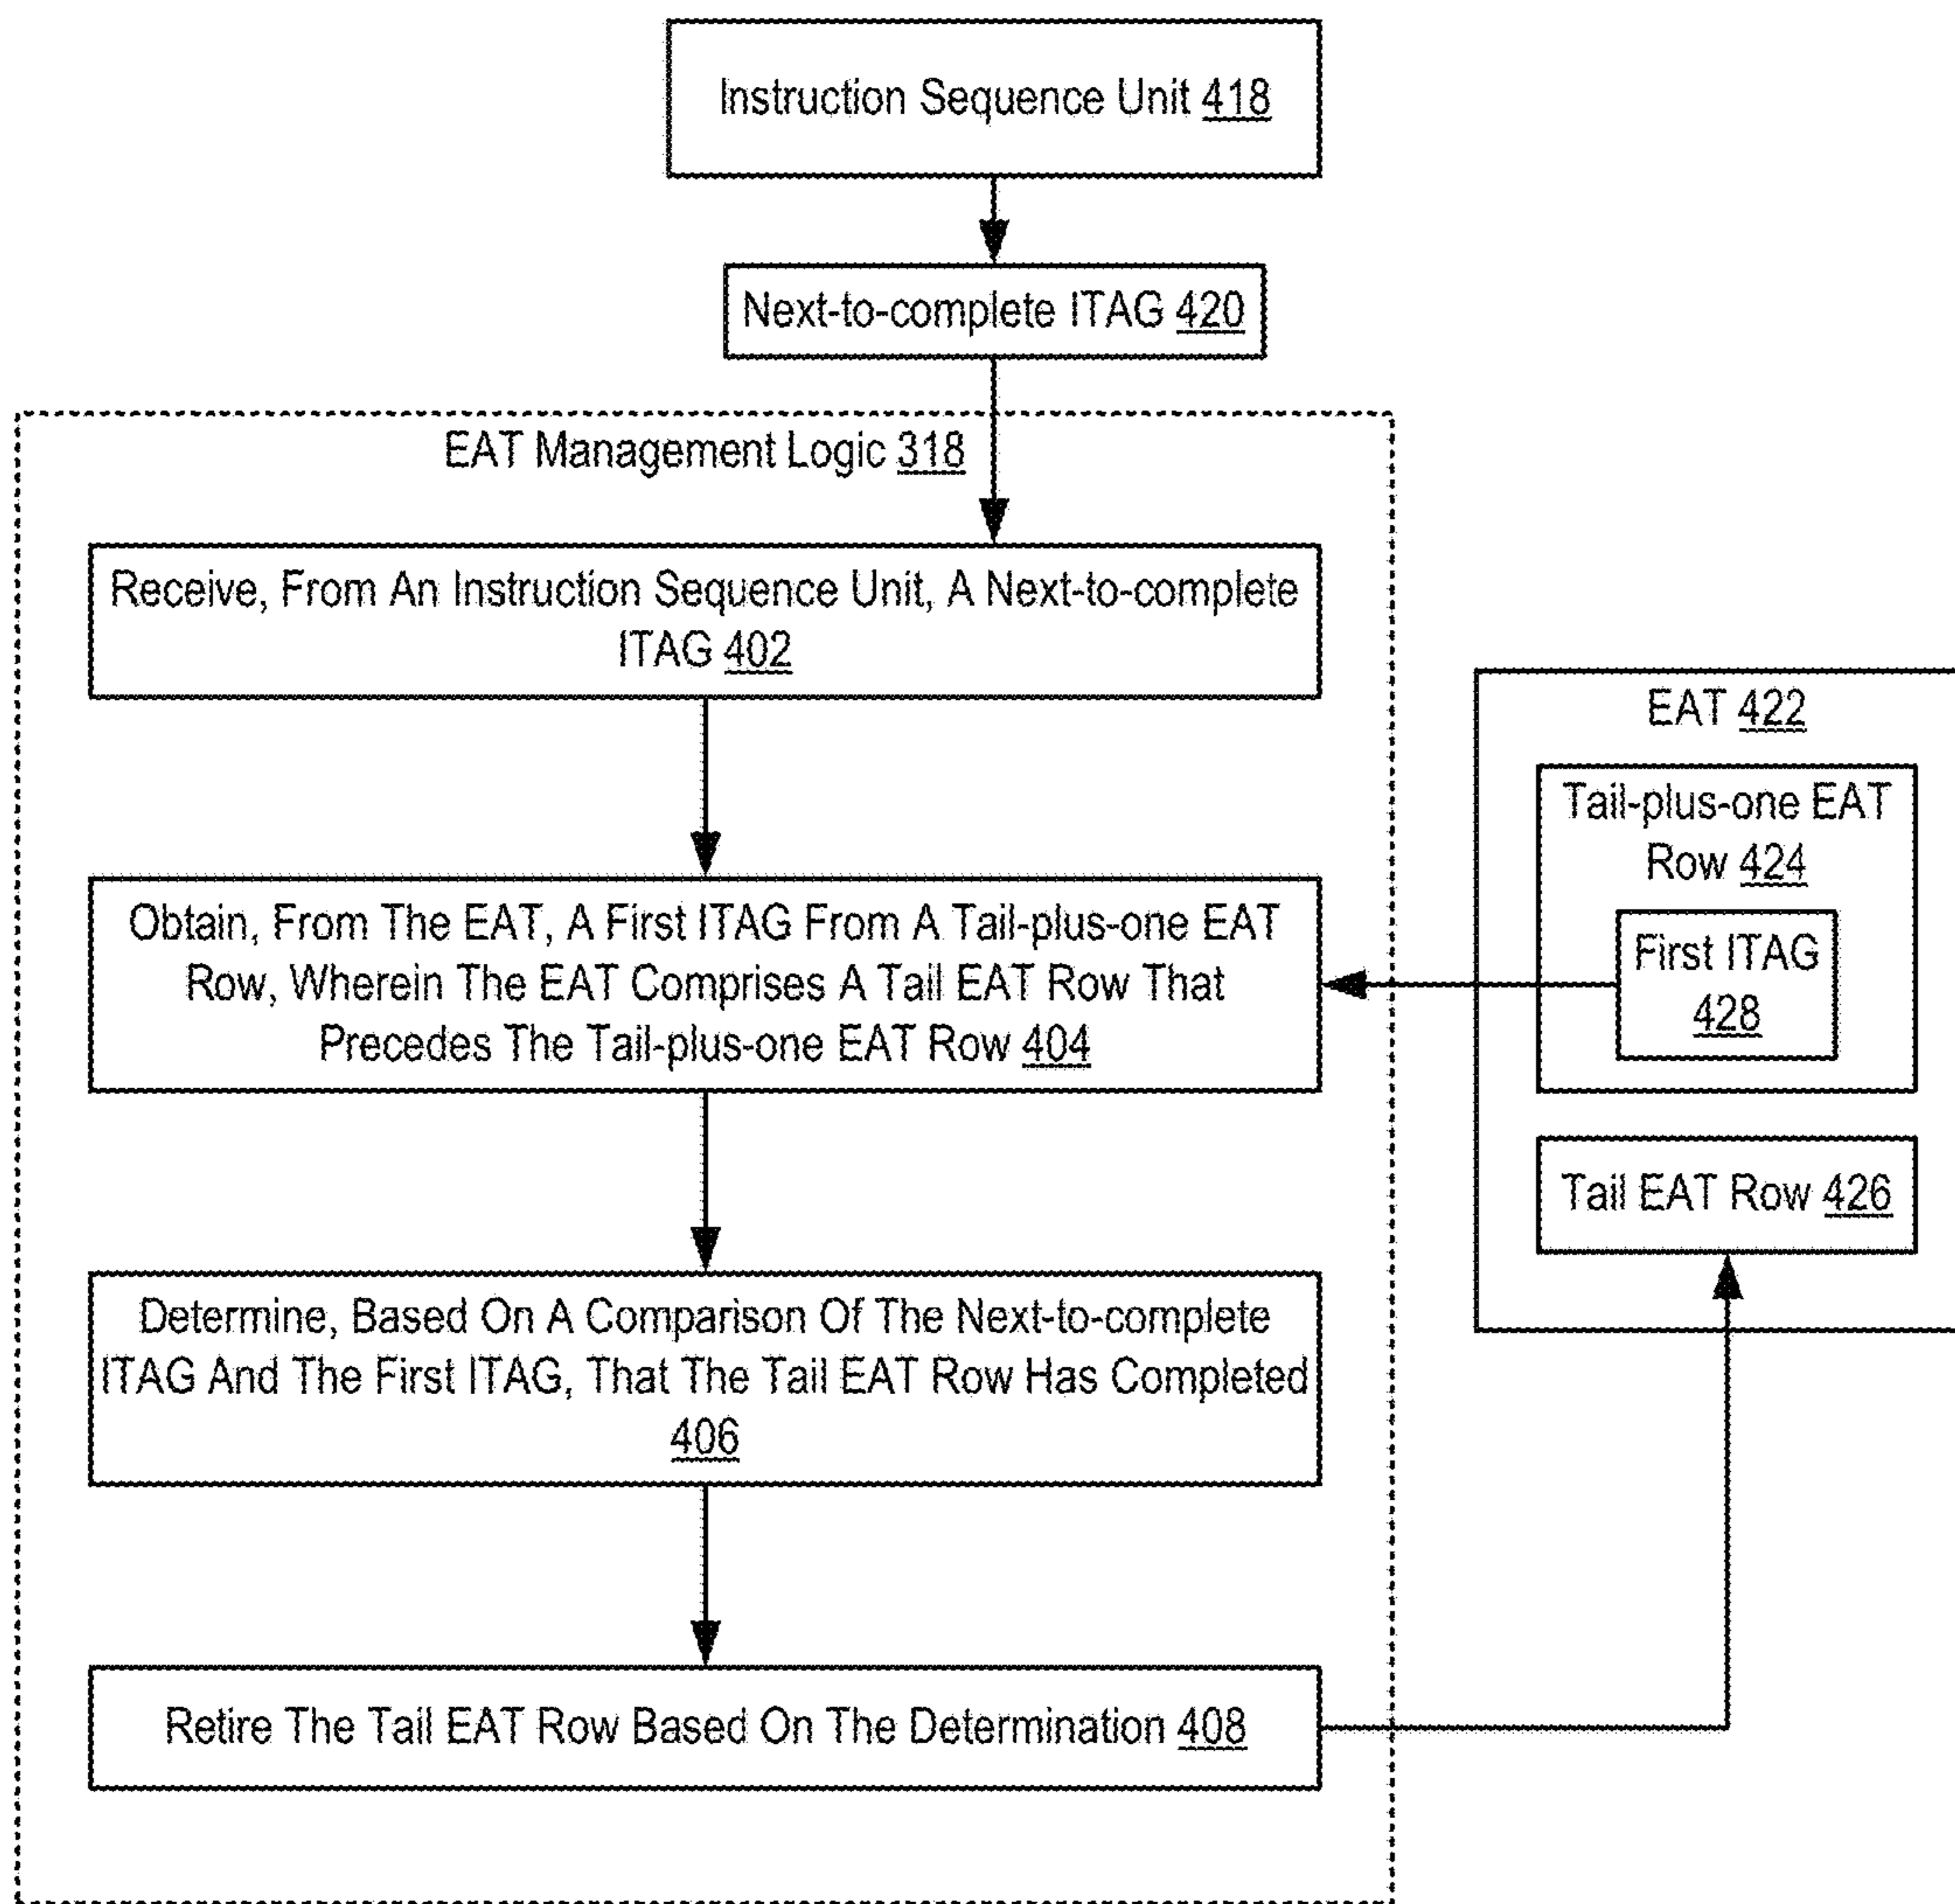 Instruction Sequence Unit 418
Next-to-complete ITAG 420
EAT Management Logic 318
Receive, From An Instruction Sequence Unit, A Next-to-complete
ITAG 402
Obtain, From The EAT, A First ITAG From A Tail-plus-one EAT
Row, Wherein The EAT Comprises A Tail EAT Row That
Precedes The Tail-plus-one EAT Row 404
Determine, Based On A Comparison Of The Next-to-complete
ITAG And The First ITAG, That The Tail EAT Row Has Completed
406
Retire The Tail EAT Row Based On The Determination 408
EAT 422
Tail-plus-one EAT
Row 424
First ITAG
428
Tail EAT Row 426